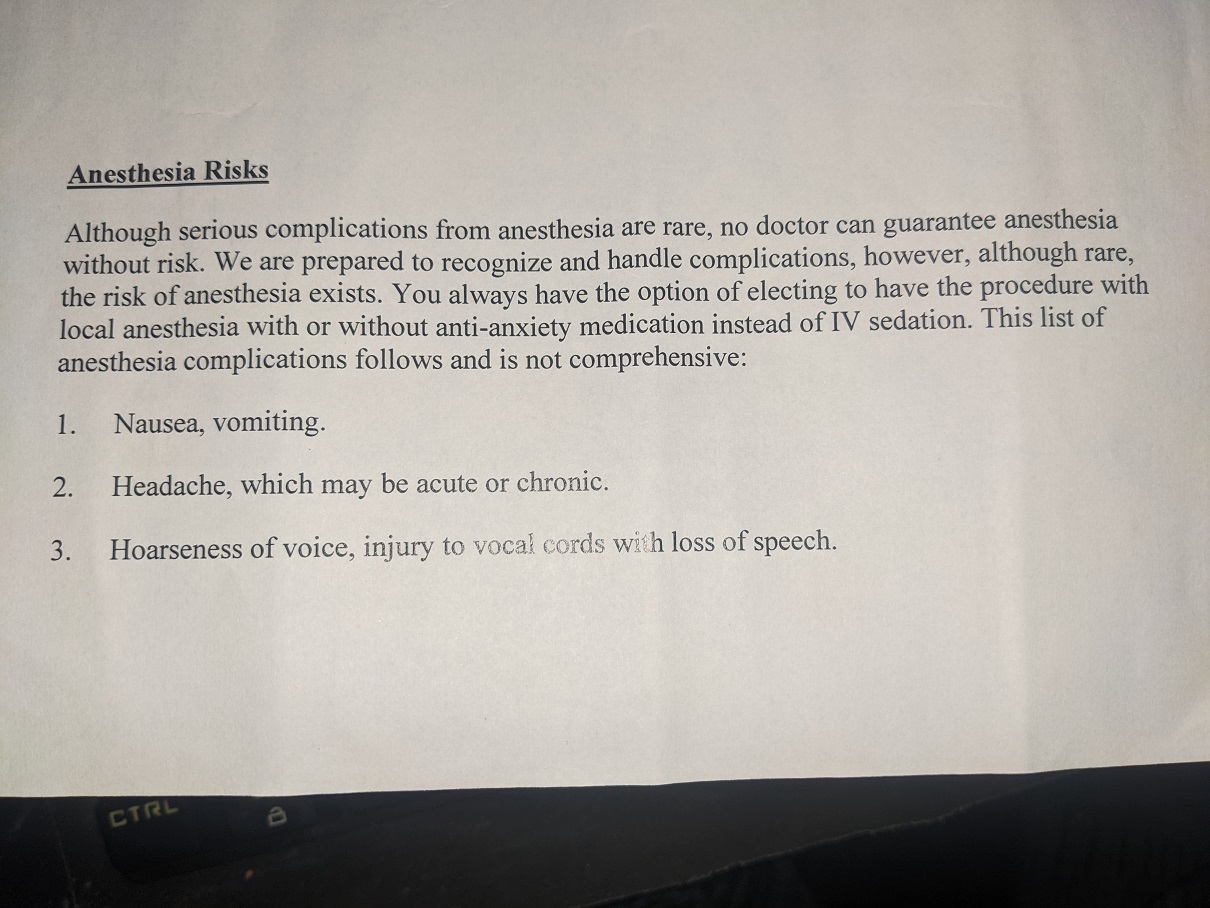 Anesthesia Risks
Although serious complications from anesthesia are rare, no doctor can guarantee anesthesia
without risk. We are prepared to recognize and handle complications, however, although rare,
the risk of anesthesia exists. You always have the option of electing to have the procedure with
local anesthesia with or without anti-anxiety medication instead of IV sedation. This list of
anesthesia complications follows and is not comprehensive:
1. Nausea, vomiting.
2. Headache, which may be acute or chronic.
3. Hoarseness of voice, injury to vocal cords with loss of speech.
CTRL